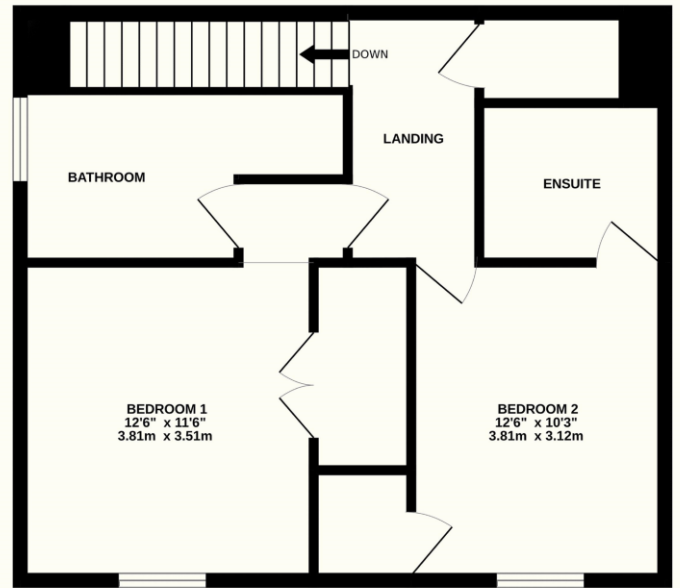 DOWN
LANDING
BATHROOM
ENSUITE
BEDROOM 1
12'6" x 11'6"
3.81m x 3.51m
BEDROOM 2
12'6" x 10'3"
3.81m x 3.12m